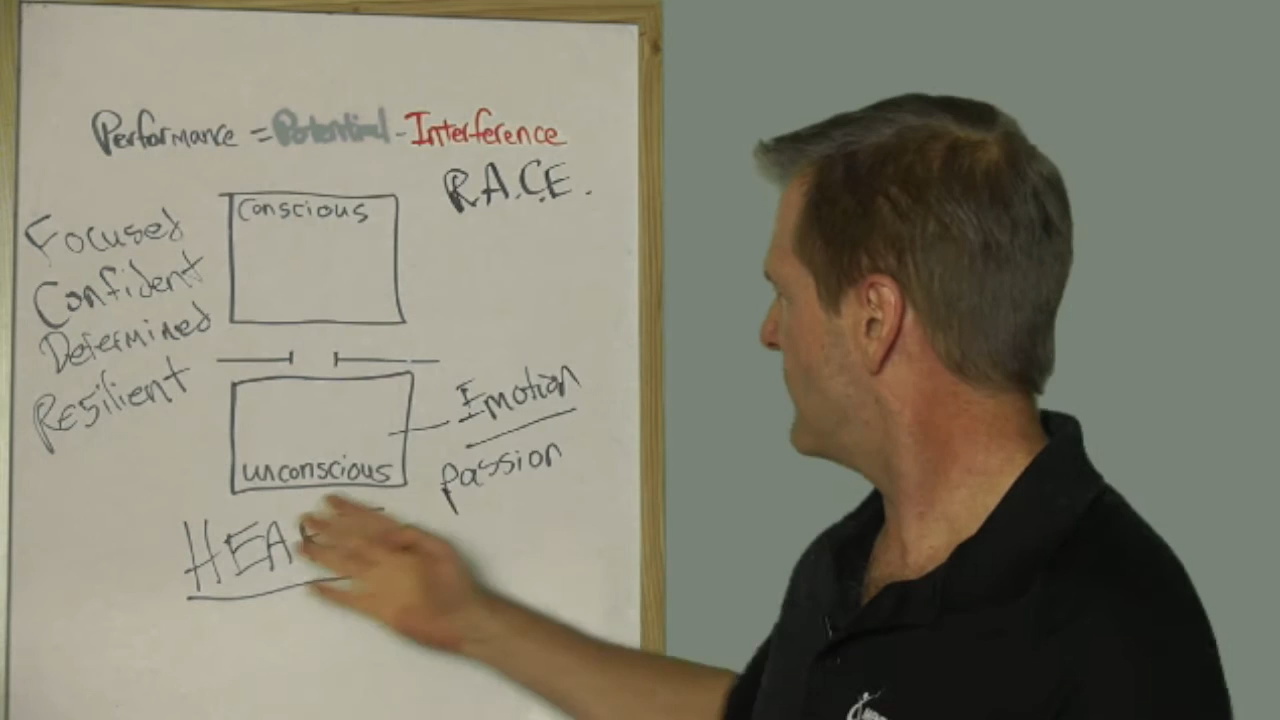 Performance = Potential - Interference
R.A.C.E.
Conscious
Focused
Confident
Determined
Resilient
Emotion
passion
unconscious
HEA